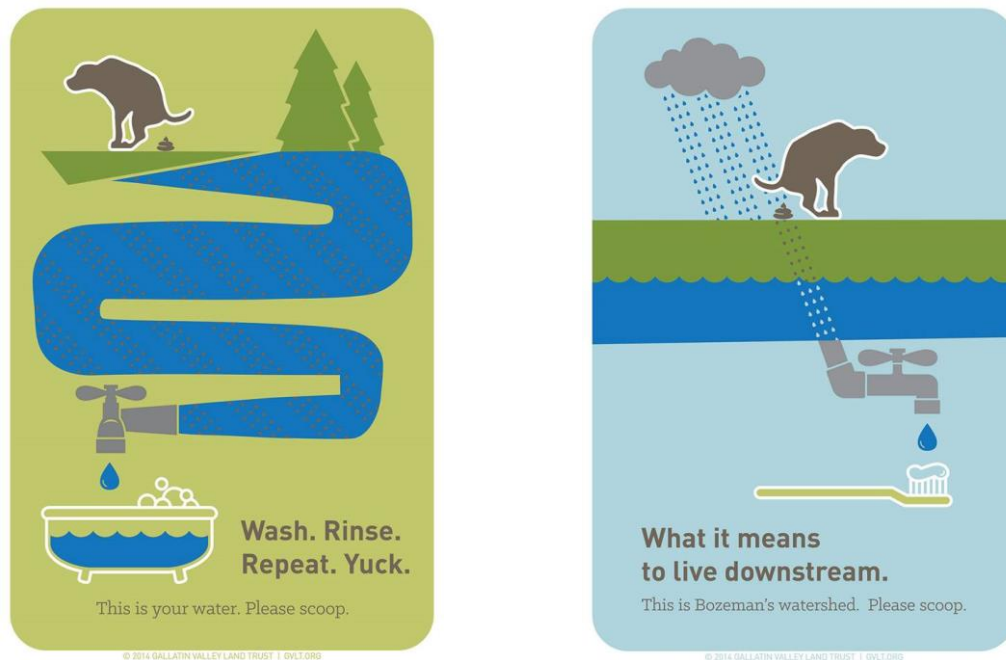 Wash. Rinse.
Repeat. Yuck.
This is your water. Please scoop.
© 2014 GALLATIN VALLEY LAND TRUST | GVLT.ORG
What it means
to live downstream.
This is Bozeman's watershed. Please scoop.
© 2014 GALLATIN VALLEY LAND TRUST | GVLT.ORG